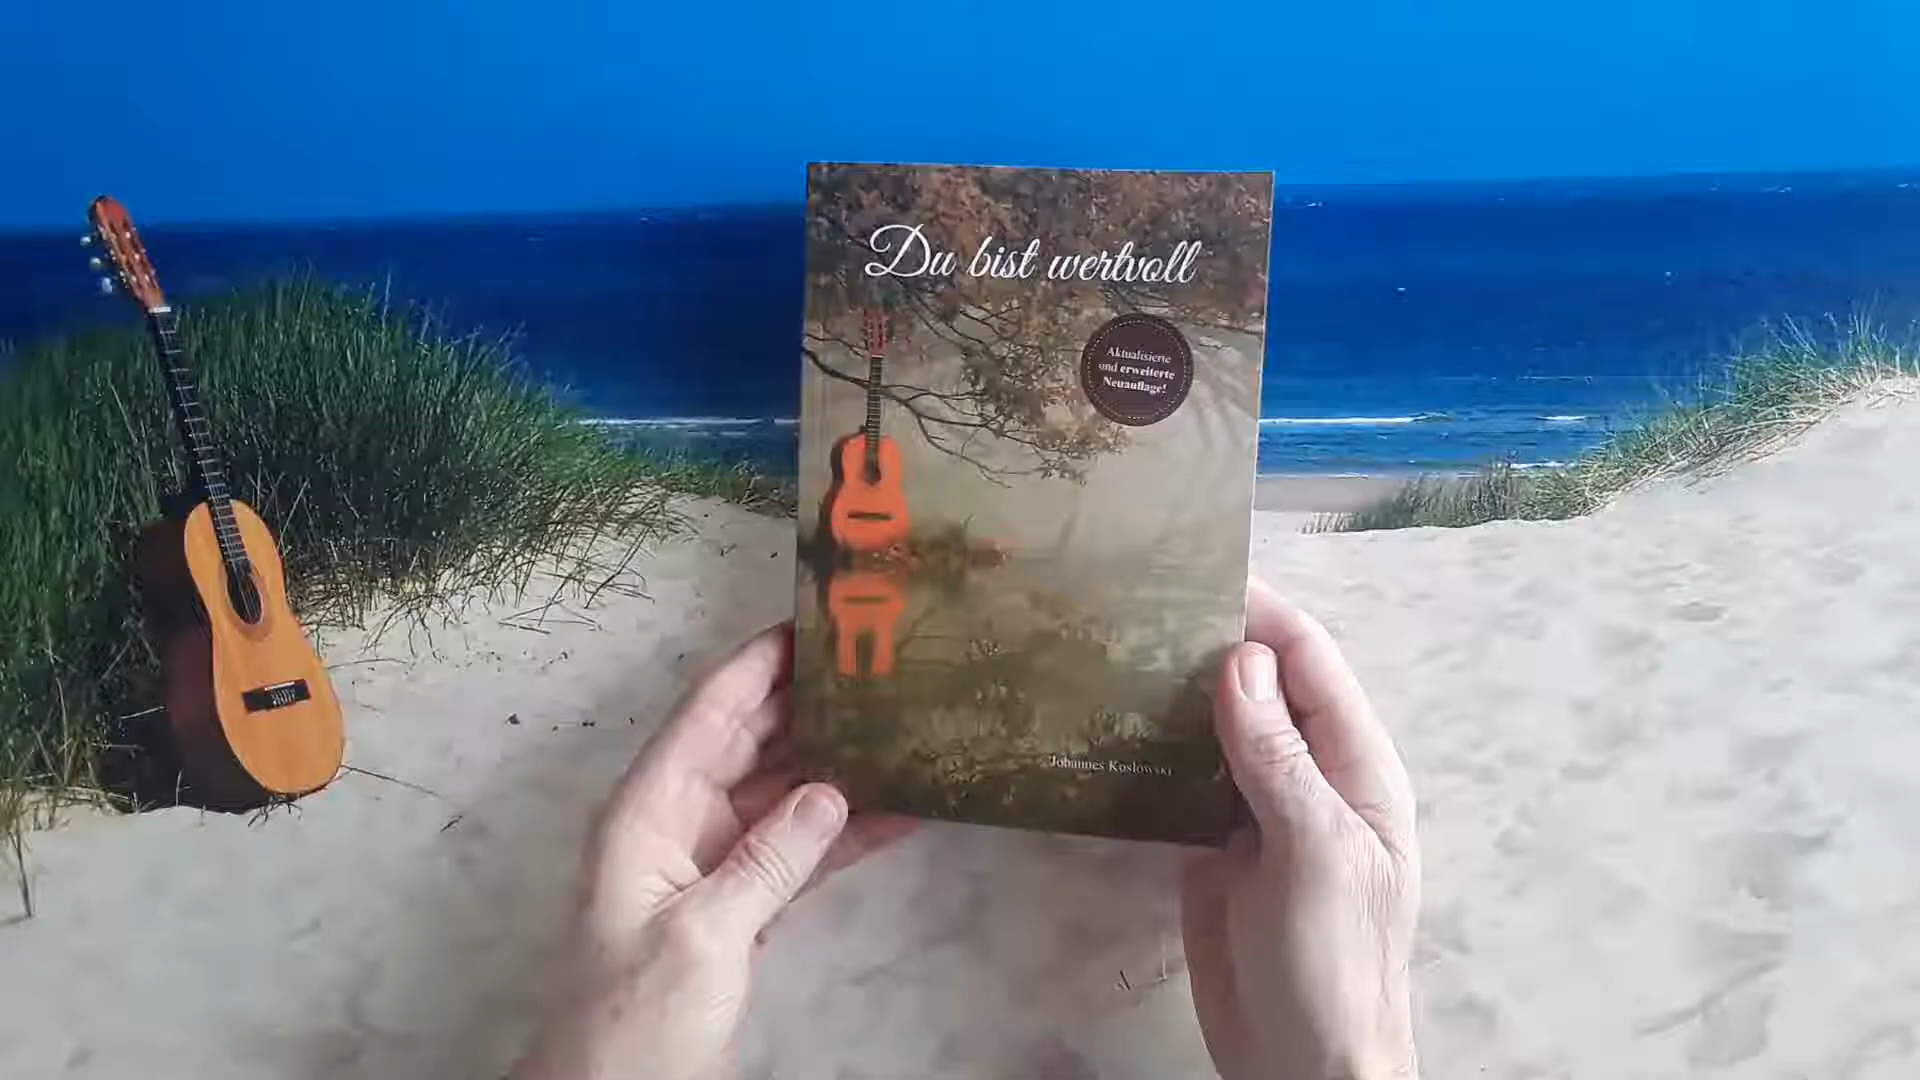 Du bist wertvoll
Aktualisierte
und erweiterte
Neuauflage!
Johannes Koslowski